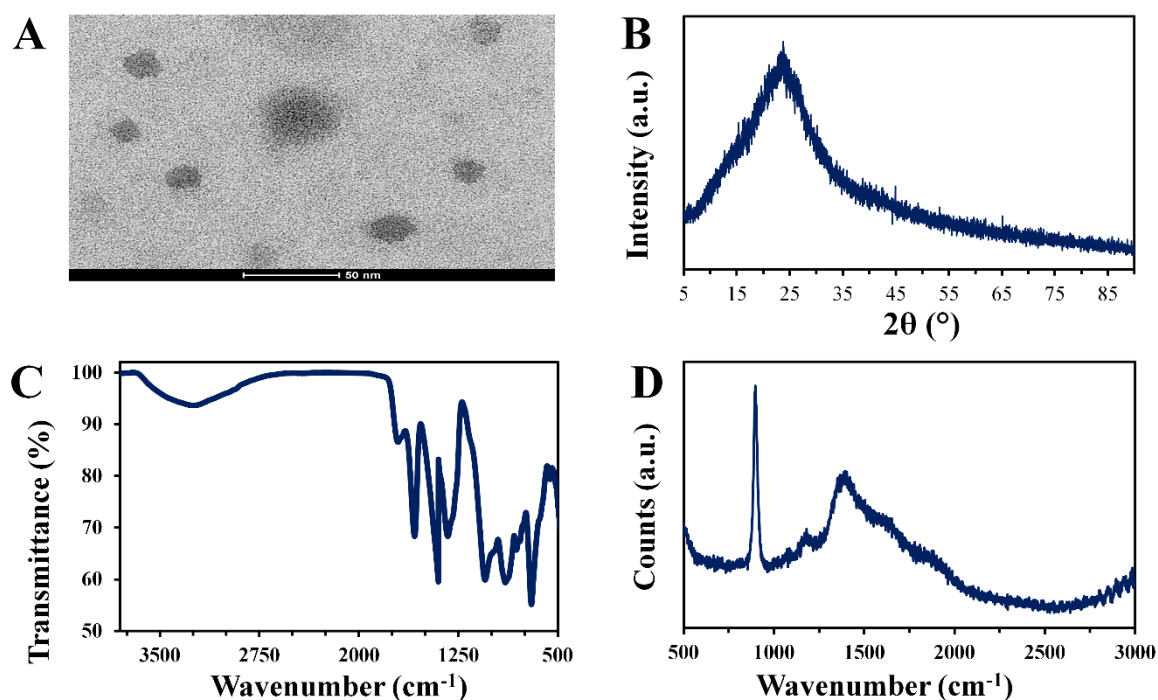 A
50 nm
B
Intensity (a.u.)
5 15 25 35 45 55 65 75 85
2θ (°)
C
Transmittance (%)
100
90
80
70
60
50
3500 2750 2000 1250 500
Wavenumber (cm-1)
D
Counts (a.u.)
500 1000 1500 2000 2500 3000
Wavenumber (cm-1)